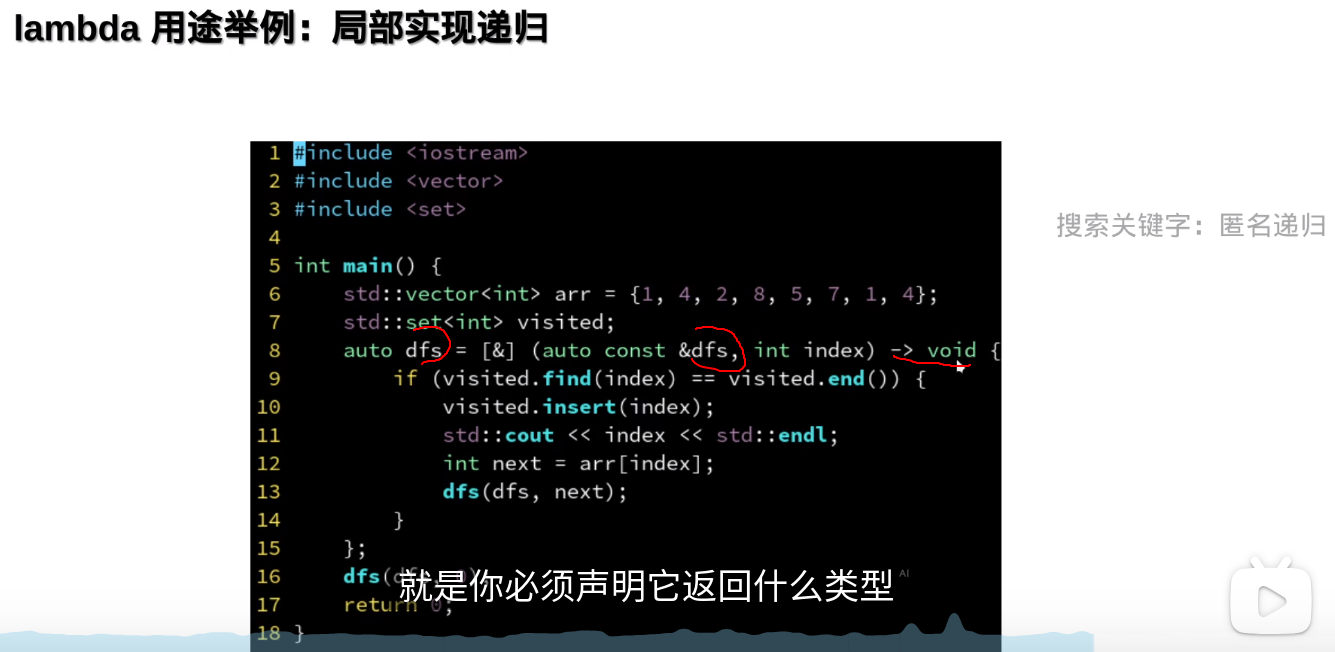 lambda 用途举例：局部实现递归
搜索关键字：匿名递归
1 #include <iostream>
2 #include <vector>
3 #include <set>
4
5 int main() {
6 std::vector<int> arr = {1, 4, 2, 8, 5, 7, 1, 4};
7 std::set<int> visited;
8 auto dfs = [&] (auto const &dfs, int index) -> void {
9 if (visited.find(index) == visited.end()) {
10 visited.insert(index);
11 std::cout << index << std::endl;
12 int next = arr[index];
13 dfs(dfs, next);
14 }
15 };
16 dfs(dfs, 0);
17 return 0;
18 }
就是你必须声明它返回什么类型
AI